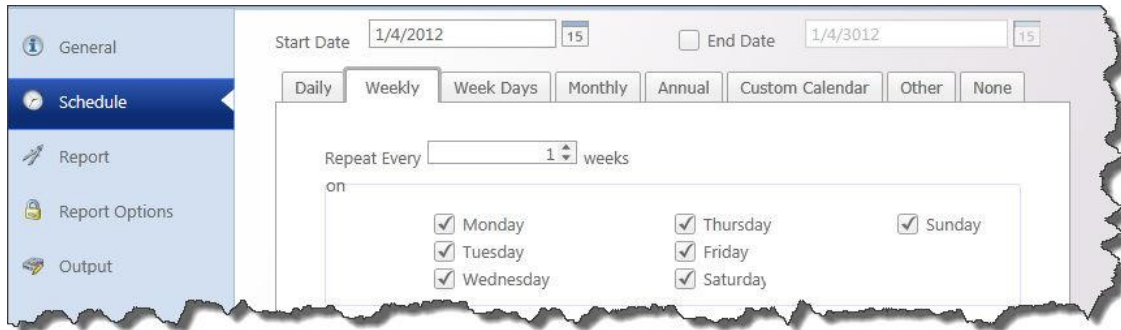 General
Schedule
Report
Report Options
Output
Start Date 1/4/2012 15 End Date 1/4/3012 15
Daily Weekly Week Days Monthly Annual Custom Calendar Other None
Repeat Every 1 weeks
on
Monday Thursday Sunday
Tuesday Friday
Wednesday Saturday